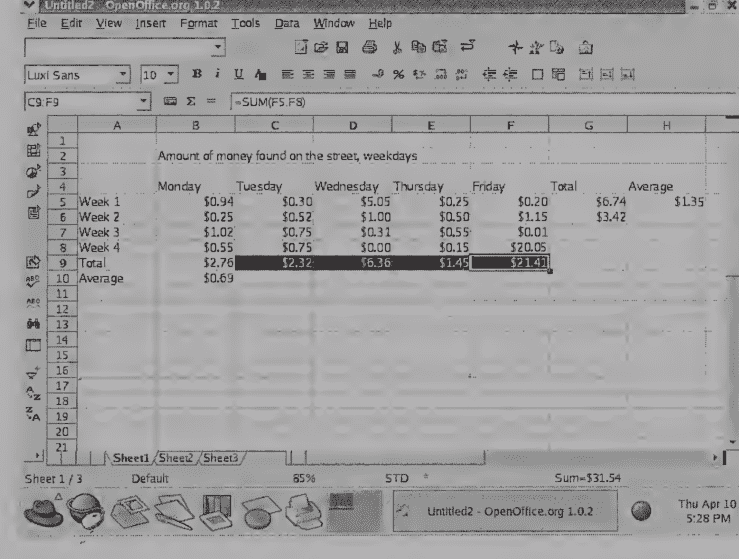 Untitled2 OpenOffice.org 1.0.2
File Edit View Insert Format Tools Data Window Help
Luxi Sans 10 B i U A
C9:F9 Σ = =SUM(F5:F8)
A B C D E F G H
1
2 Amount of money found on the street, weekdays
3
4 Monday Tuesday Wednesday Thursday Friday Total Average
5 Week 1 $0.94 $0.30 $5.05 $0.25 $0.20 $6.74 $1.35
6 Week 2 $0.25 $0.52 $1.00 $0.50 $1.15 $3.42
7 Week 3 $1.02 $0.75 $0.31 $0.55 $0.01
8 Week 4 $0.55 $0.75 $0.00 $0.15 $20.05
9 Total $2.76 $2.32 $6.36 $1.45 $21.41
10 Average $0.69
11
12
13
14
15
16
17
18
19
20
21
Sheet1 Sheet2 Sheet3
Sheet 1 / 3 Default 85% STD * Sum=$31.54
Untitled2 - OpenOffice.org 1.0.2
Thu Apr 10
5:28 PM